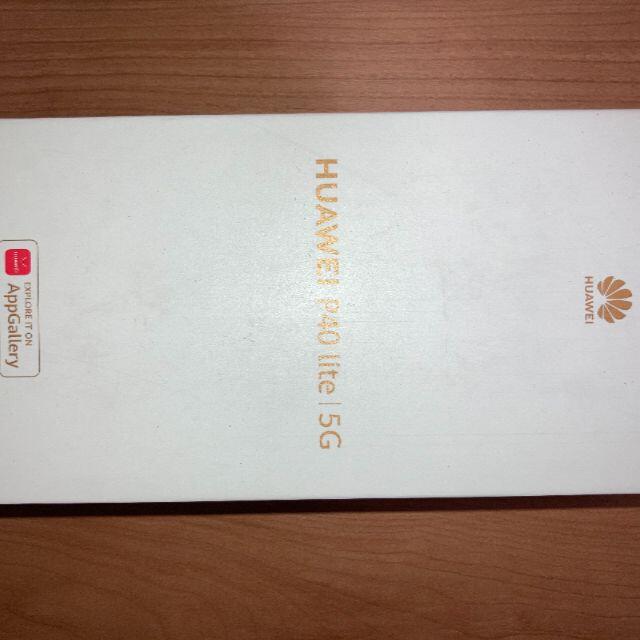 HUAWEI
HUAWEI P40 lite | 5G
HUAWEI
EXPLORE IT ON
AppGallery